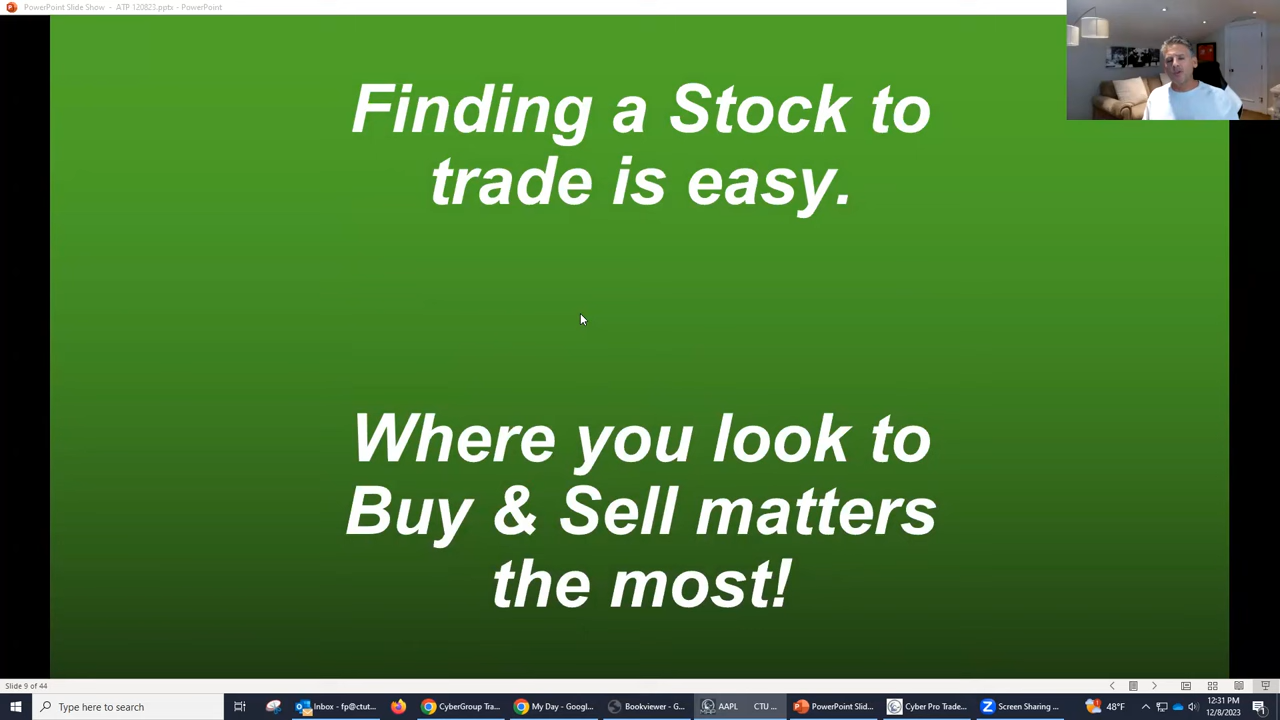 PowerPoint Slide Show - ATP 120823.pptx - PowerPoint
Finding a Stock to
trade is easy.
Where you look to
Buy & Sell matters
the most!
Slide 9 of 44
Type here to search
Inbox - fp@ctut...
CyberGroup Tra...
My Day - Googl...
Bookviewer - G...
AAPL CTU ...
PowerPoint Slid...
Cyber Pro Trade...
Screen Sharing ...
48°F
12:31 PM
12/8/2023